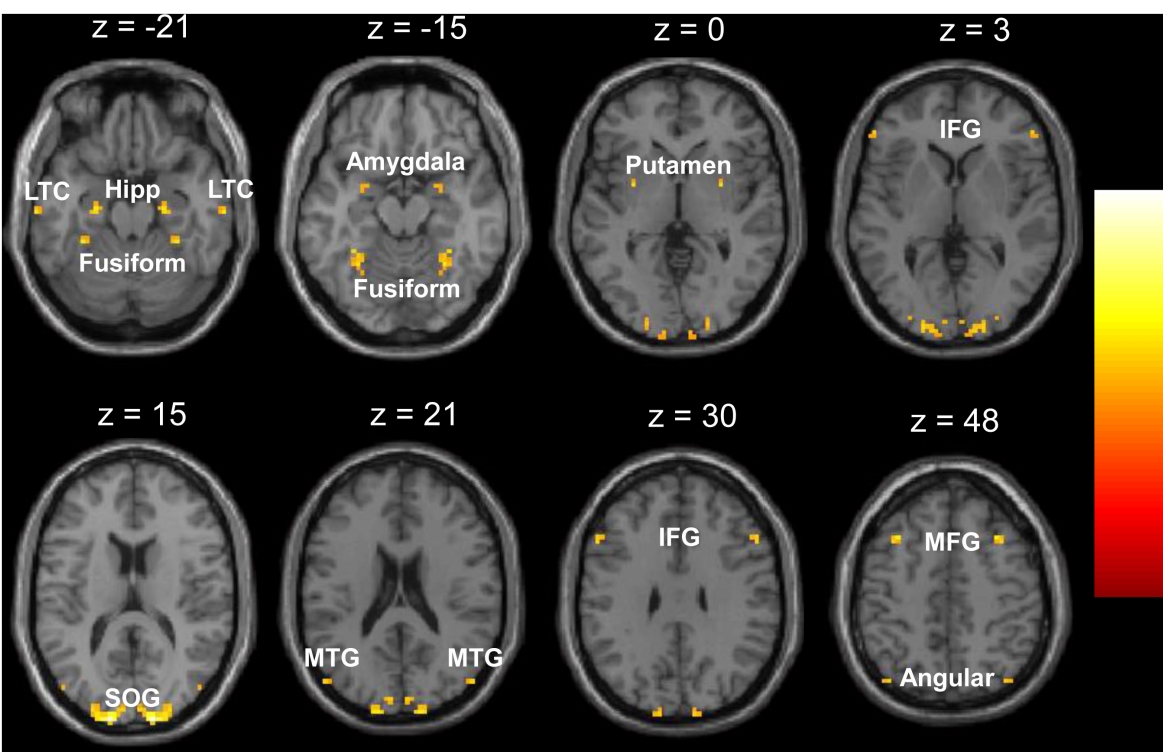 z = -21
z = -15
z = 0
z = 3
LTC
Hipp
LTC
Fusiform
Amygdala
Fusiform
Putamen
IFG
z = 15
z = 21
z = 30
z = 48
SOG
MTG
MTG
IFG
MFG
Angular